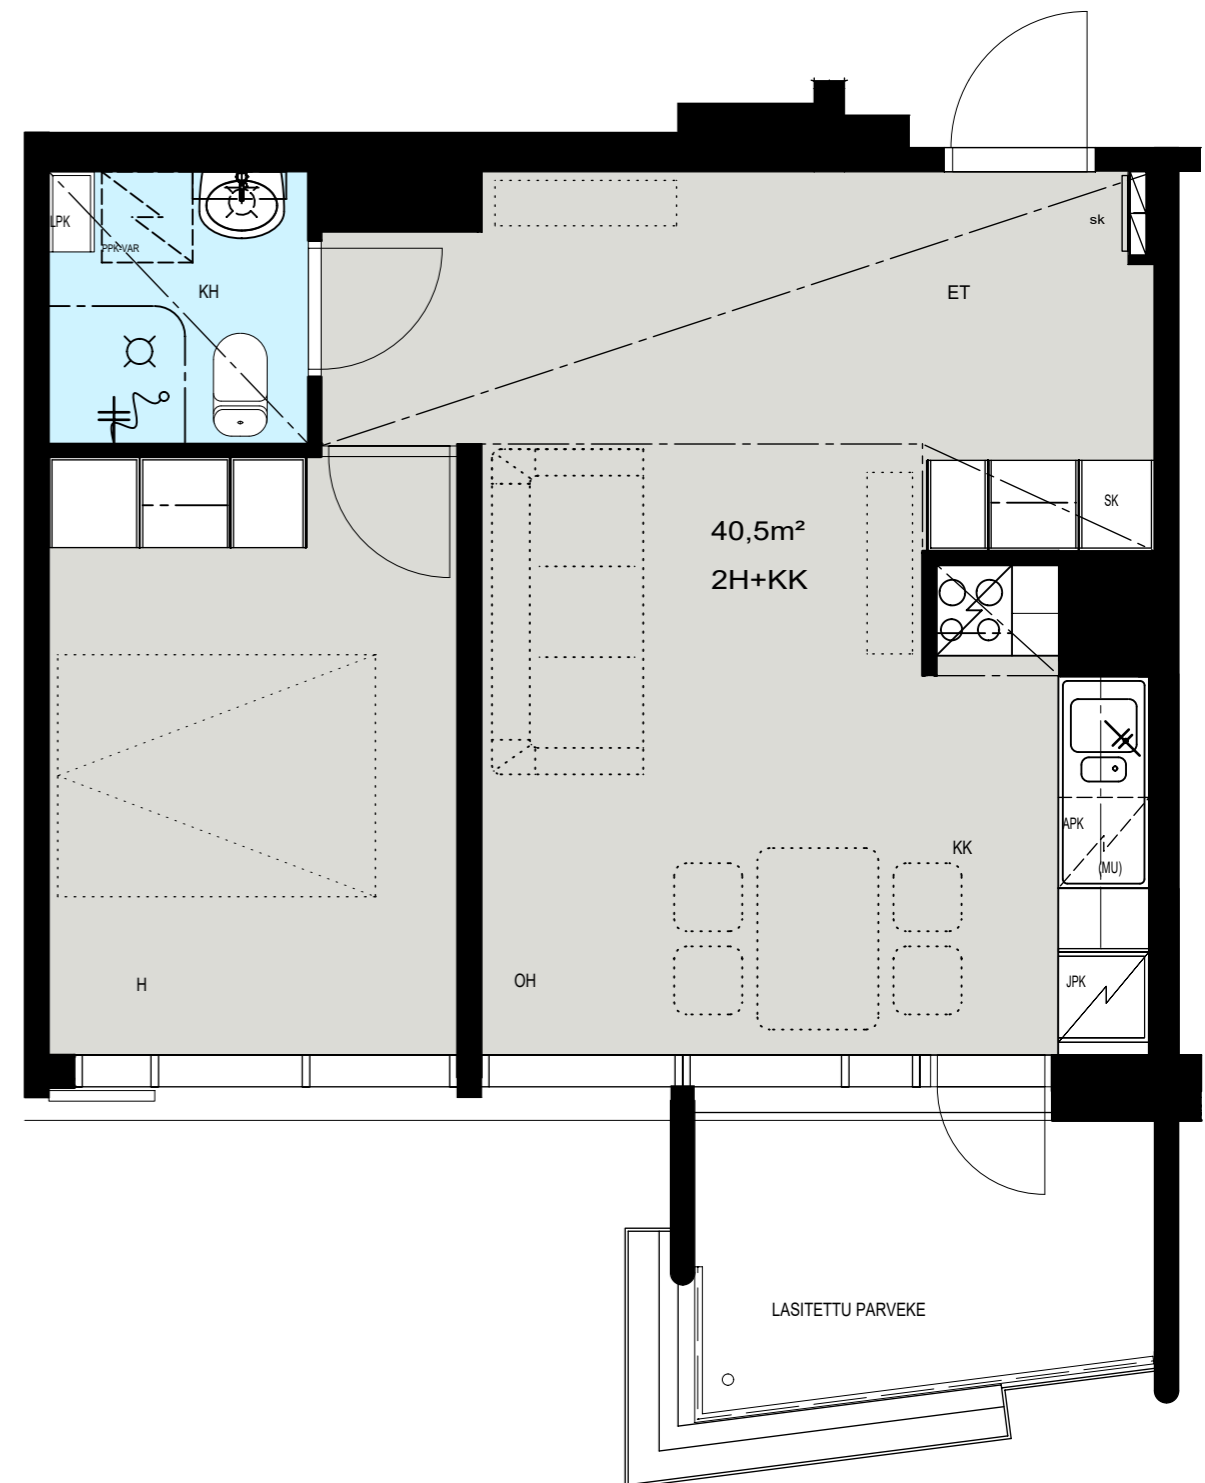 LPK
PPK-VAR
KH
sk
ET
SK
40,5m²
2H+KK
APK
KK
(MU)
H
OH
JPK
LASITETTU PARVEKE